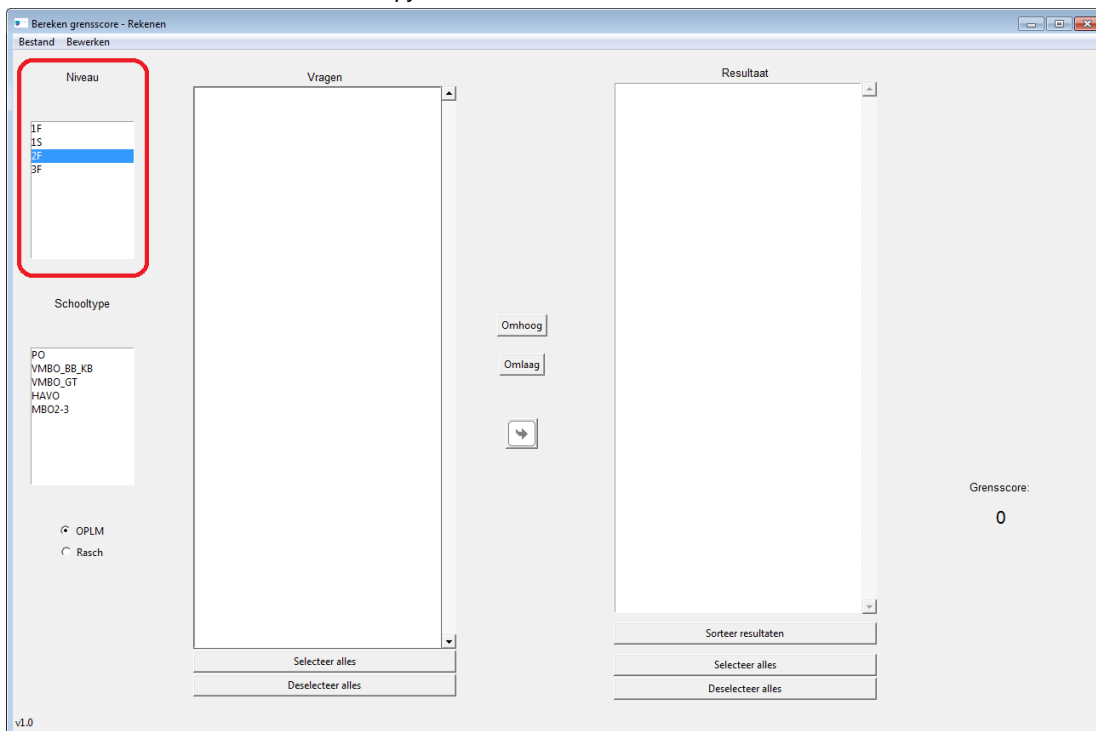 Bereken grensscore - Rekenen
Bestand Bewerken
Niveau
1F
1S
2F
3F
Schooltype
PO
VMBO_BB_KB
VMBO_GT
HAVO
MBO2-3
OPLM
Rasch
v1.0
Vragen
Selecteer alles
Deselecteer alles
Omhoog
Omlaag
Resultaat
Sorteer resultaten
Selecteer alles
Deselecteer alles
Grensscore:
0